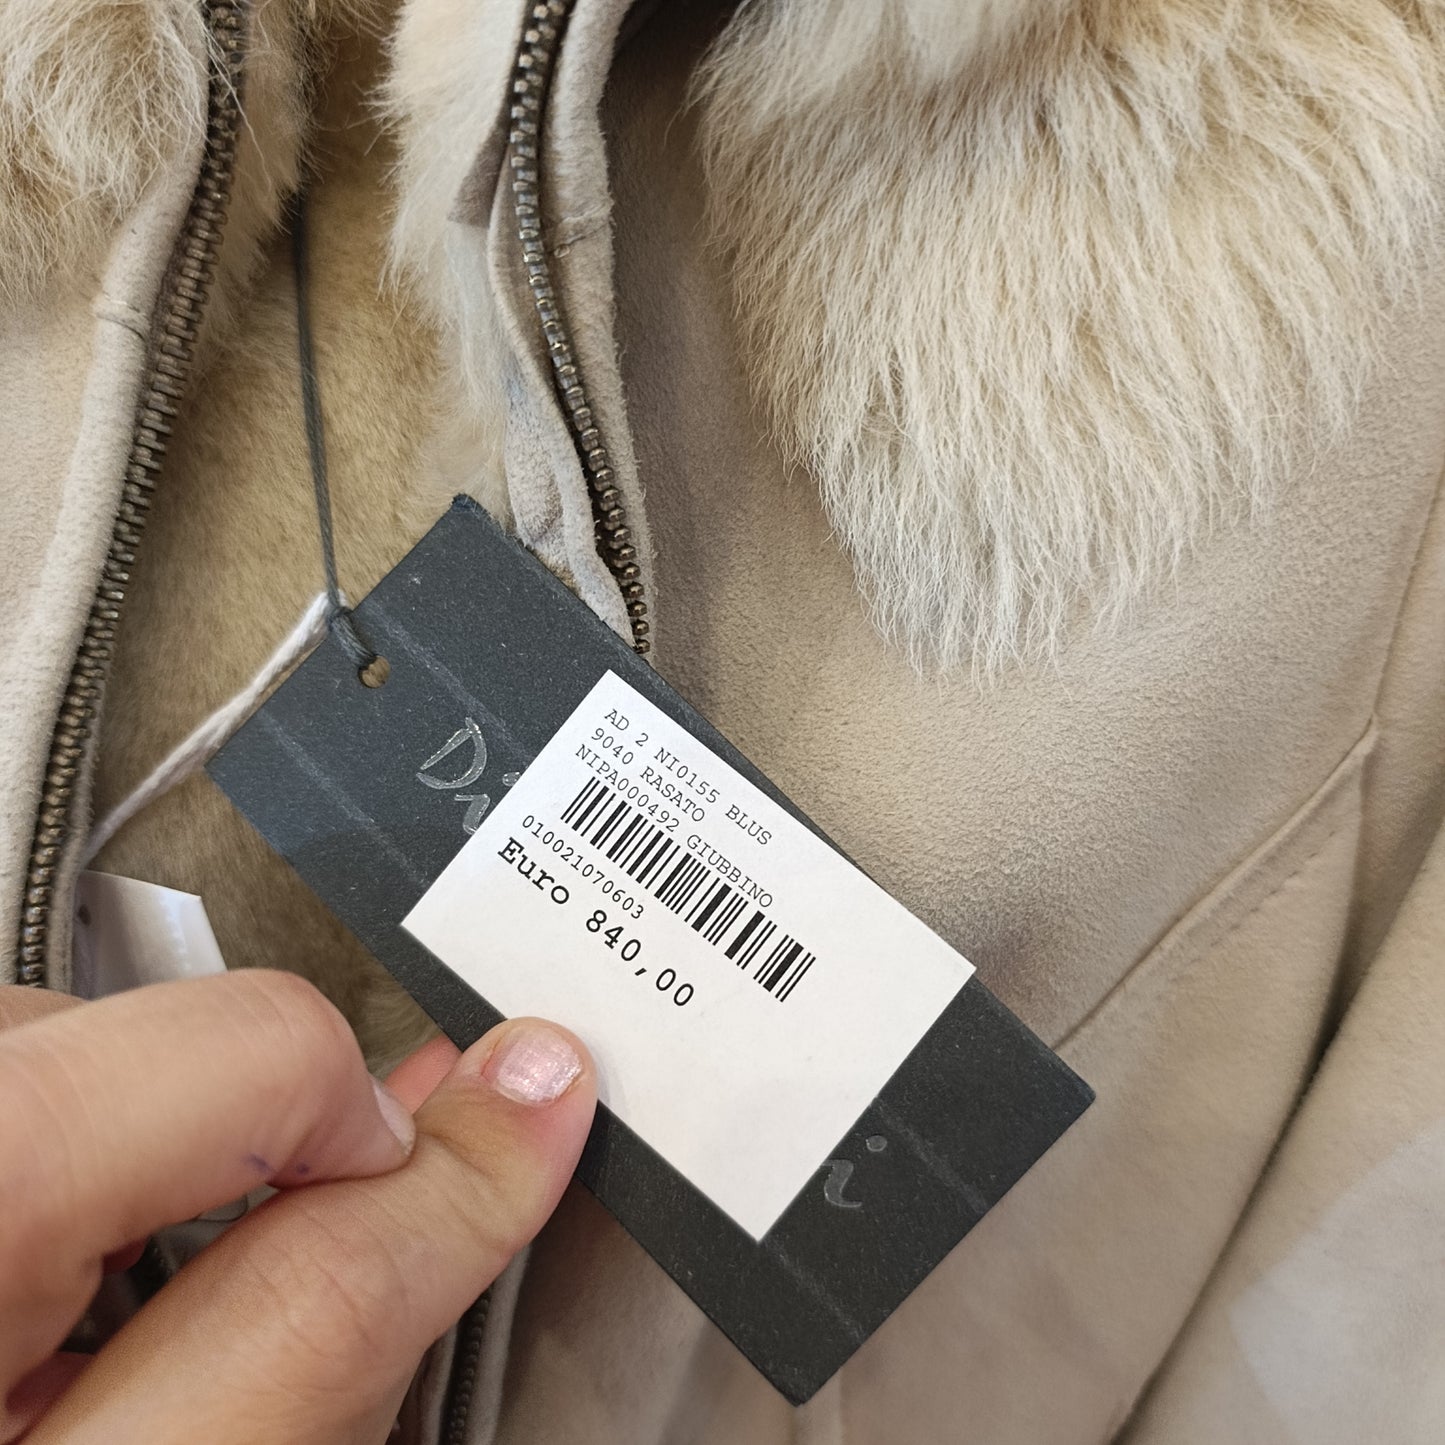 AD 2 NI0155 BLUS
9040 RASATO
NIPA000492 GIUBBINO
010021070603
Euro 840,00